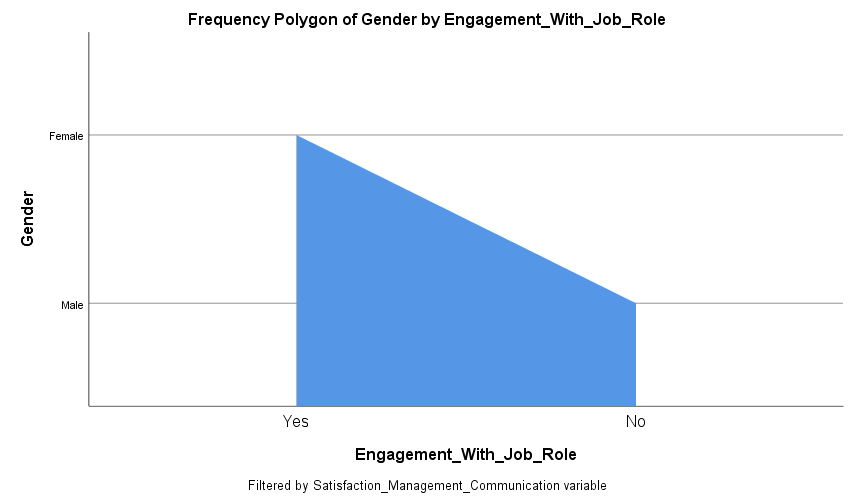 Frequency Polygon of Gender by Engagement_With_Job_Role
Female
Gender
Male
Yes
No
Engagement_With_Job_Role
Filtered by Satisfaction_Management_Communication variable